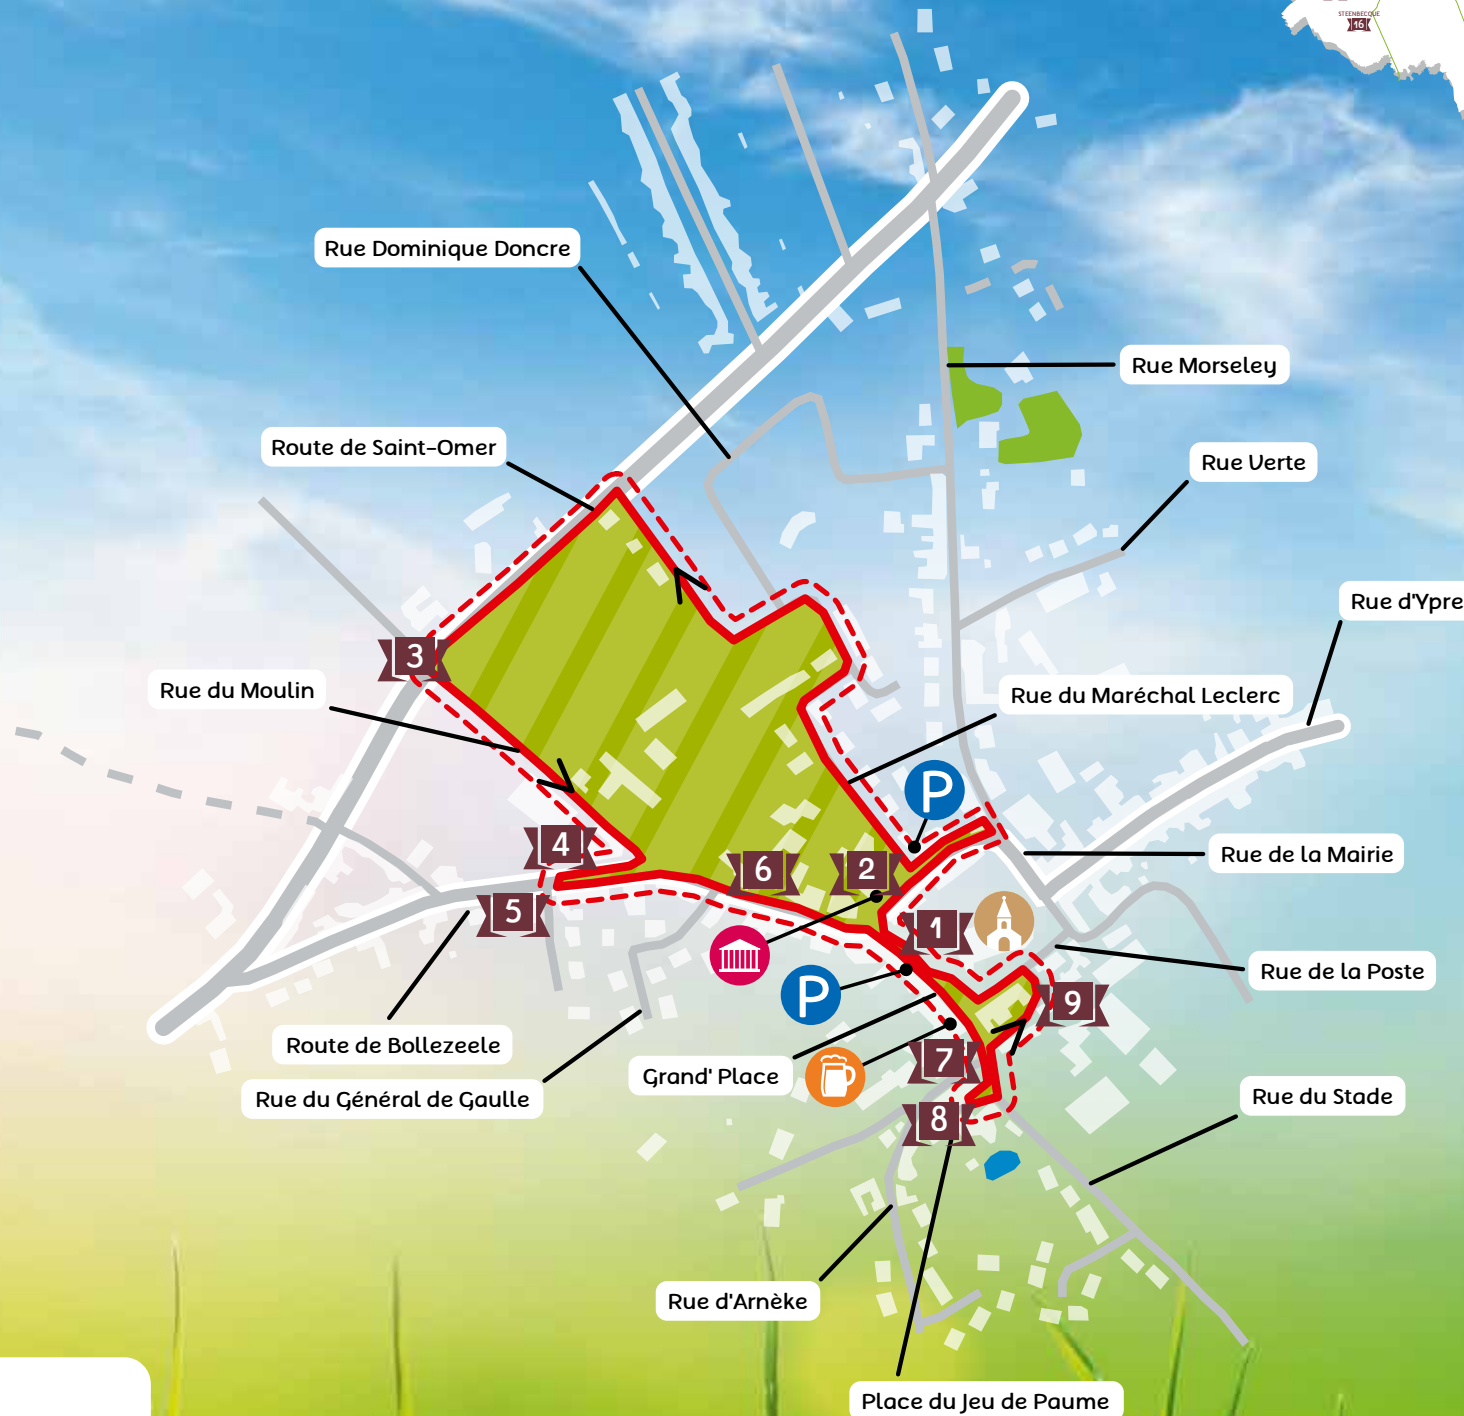 STEENBECQUE
16
Rue Dominique Doncre
Rue Morseley
Route de Saint-Omer
Rue Verte
Rue d'Ypre
3
Rue du Moulin
Rue du Maréchal Leclerc
P
4
6
2
Rue de la Mairie
5
1
Rue de la Poste
P
9
Route de Bollezeele
7
Grand' Place
Rue du Général de Gaulle
Rue du Stade
8
Rue d'Arnèke
Place du Jeu de Paume